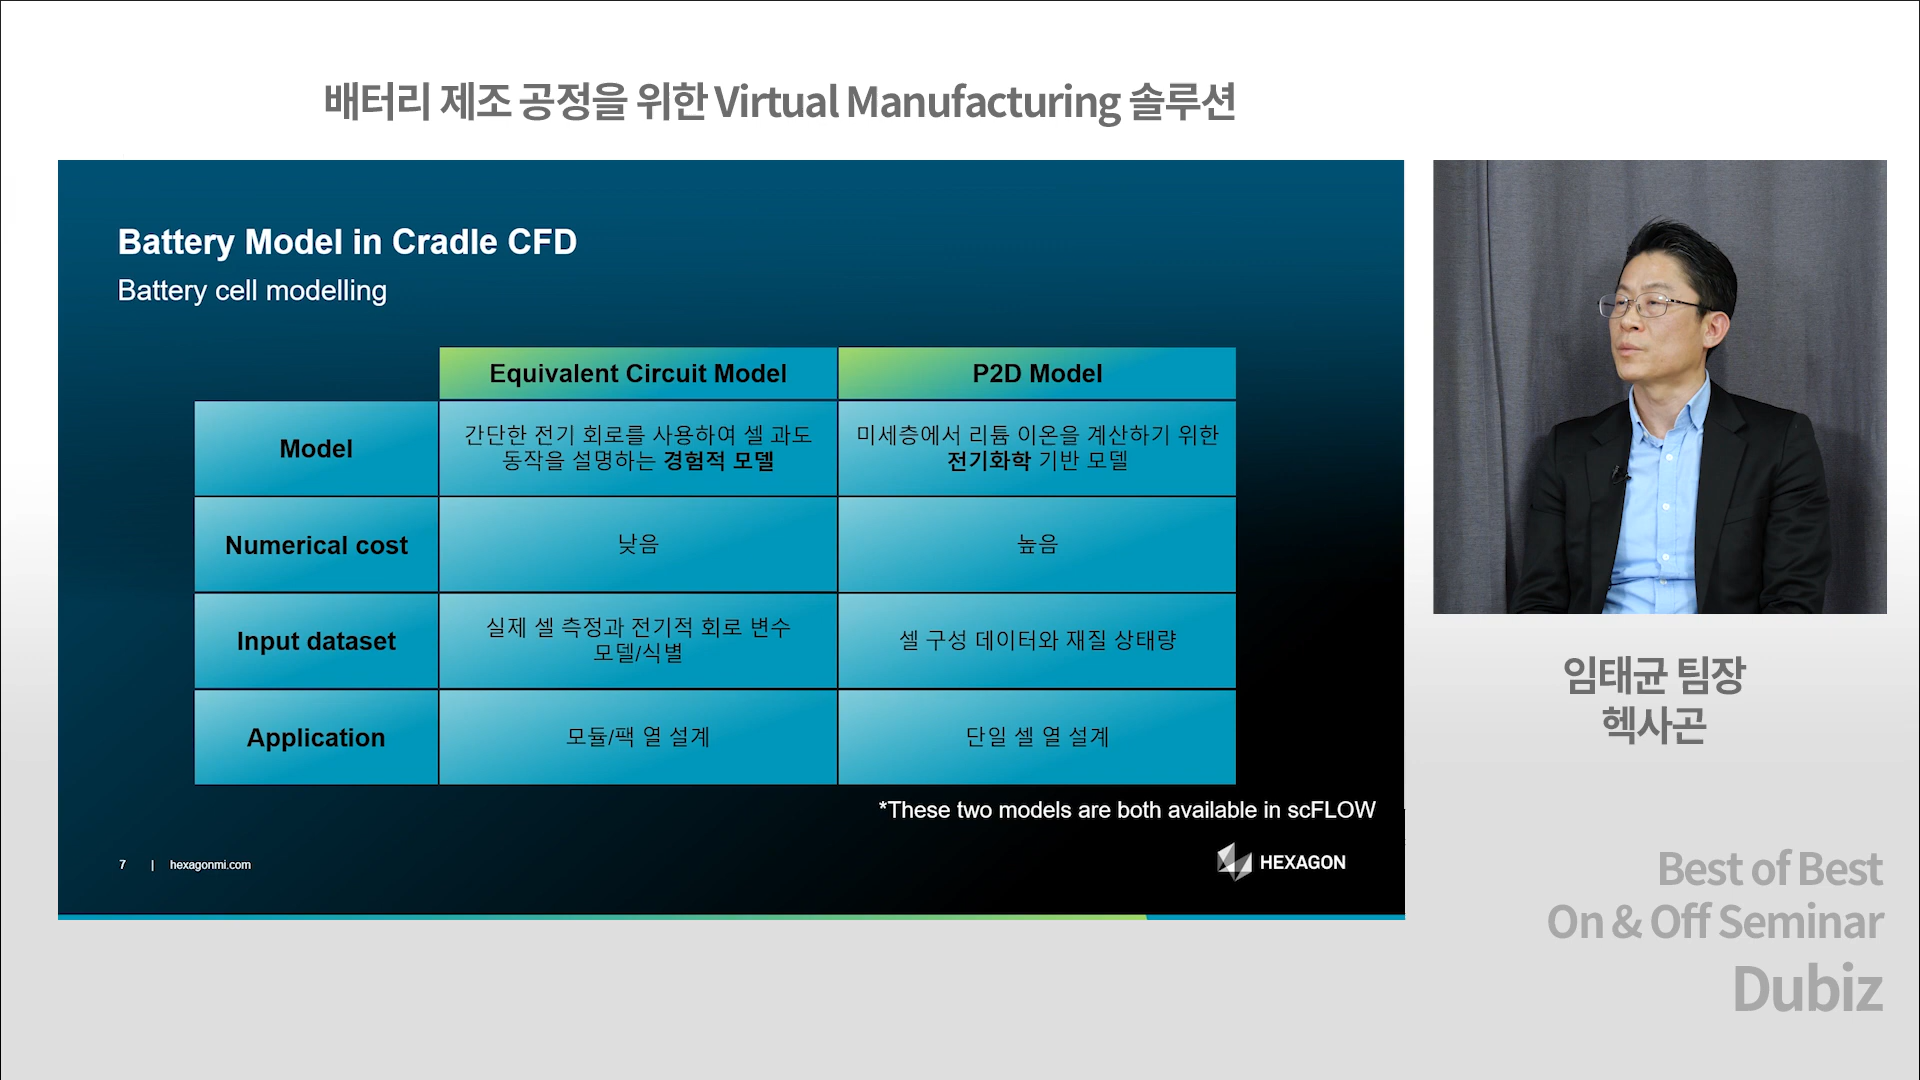 배터리 제조 공정을 위한 Virtual Manufacturing 솔루션
Battery Model in Cradle CFD
Battery cell modelling
Equivalent Circuit Model
P2D Model
Model
간단한 전기 회로를 사용하여 셀 과도
동작을 설명하는 경험적 모델
미세층에서 리튬 이온을 계산하기 위한
전기화학 기반 모델
Numerical cost
낮음
높음
Input dataset
실제 셀 측정과 전기적 회로 변수
모델/식별
셀 구성 데이터와 재질 상태량
Application
모듈/팩 열 설계
단일 셀 열 설계
*These two models are both available in scFLOW
7 | hexagonmi.com
HEXAGON
임태균 팀장
헥사곤
Best of Best
On & Off Seminar
Dubiz